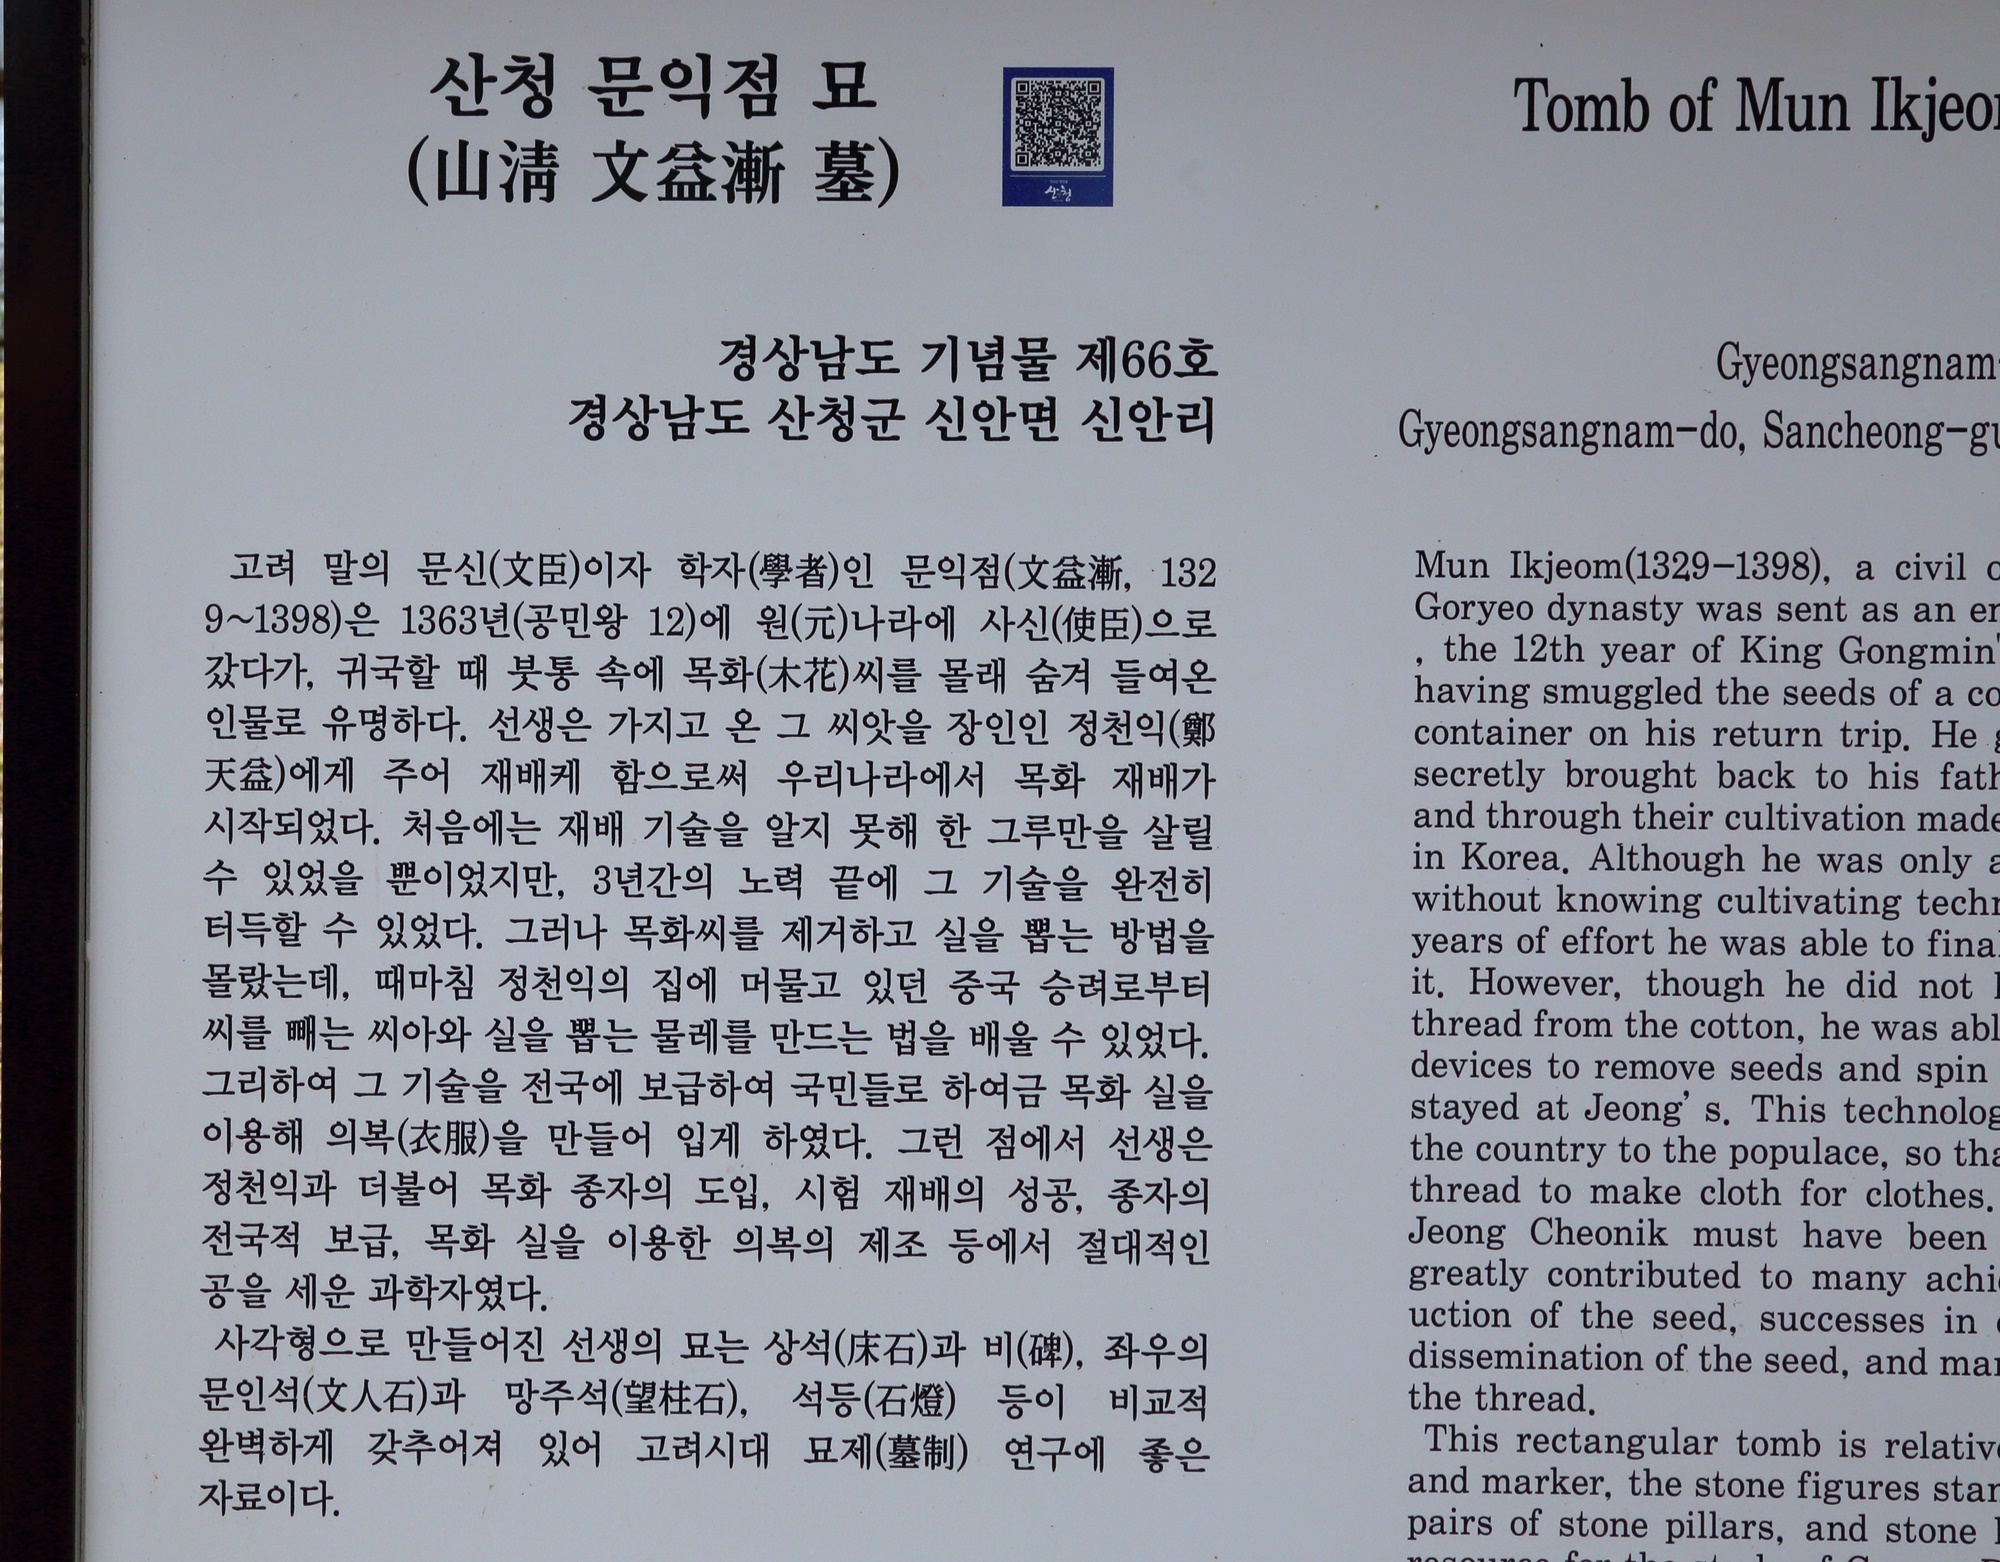 산청 문익점 묘
(山淸 文益漸 墓)
산청
경상남도 기념물 제66호
경상남도 산청군 신안면 신안리
고려 말의 문신(文臣)이자 학자(學者)인 문익점(文益漸, 132
9~1398)은 1363년(공민왕 12)에 원(元)나라에 사신(使臣)으로
갔다가, 귀국할 때 붓통 속에 목화(木花)씨를 몰래 숨겨 들여온
인물로 유명하다. 선생은 가지고 온 그 씨앗을 장인인 정천익(鄭
天益)에게 주어 재배케 함으로써 우리나라에서 목화 재배가
시작되었다. 처음에는 재배 기술을 알지 못해 한 그루만을 살릴
수 있었을 뿐이었지만, 3년간의 노력 끝에 그 기술을 완전히
터득할 수 있었다. 그러나 목화씨를 제거하고 실을 뽑는 방법을
몰랐는데, 때마침 정천익의 집에 머물고 있던 중국 승려로부터
씨를 빼는 씨아와 실을 뽑는 물레를 만드는 법을 배울 수 있었다.
그리하여 그 기술을 전국에 보급하여 국민들로 하여금 목화 실을
이용해 의복(衣服)을 만들어 입게 하였다. 그런 점에서 선생은
정천익과 더불어 목화 종자의 도입, 시험 재배의 성공, 종자의
전국적 보급, 목화 실을 이용한 의복의 제조 등에서 절대적인
공을 세운 과학자였다.
사각형으로 만들어진 선생의 묘는 상석(床石)과 비(碑), 좌우의
문인석(文人石)과 망주석(望柱石), 석등(石燈) 등이 비교적
완벽하게 갖추어져 있어 고려시대 묘제(墓制) 연구에 좋은
자료이다.
Tomb of Mun Ikjeo
Gyeongsangnam-
Gyeongsangnam-do, Sancheong-gu
Mun Ikjeom(1329-1398), a civil
Goryeo dynasty was sent as an
, the 12th year of King Gongmin'
having smuggled the seeds of a co
container on his return trip. He
secretly brought back to his fath
and through their cultivation made
in Korea. Although he was only a
without knowing cultivating techn
years of effort he was able to final
it. However, though he did not
thread from the cotton, he was abl
devices to remove seeds and spin
stayed at Jeong's. This technolog
the country to the populace, so tha
thread to make cloth for clothes.
Jeong Cheonik must have been
greatly contributed to many achi
uction of the seed, successes in
dissemination of the seed, and man
the thread.
This rectangular tomb is relativ
and marker, the stone figures stan
pairs of stone pillars, and stone